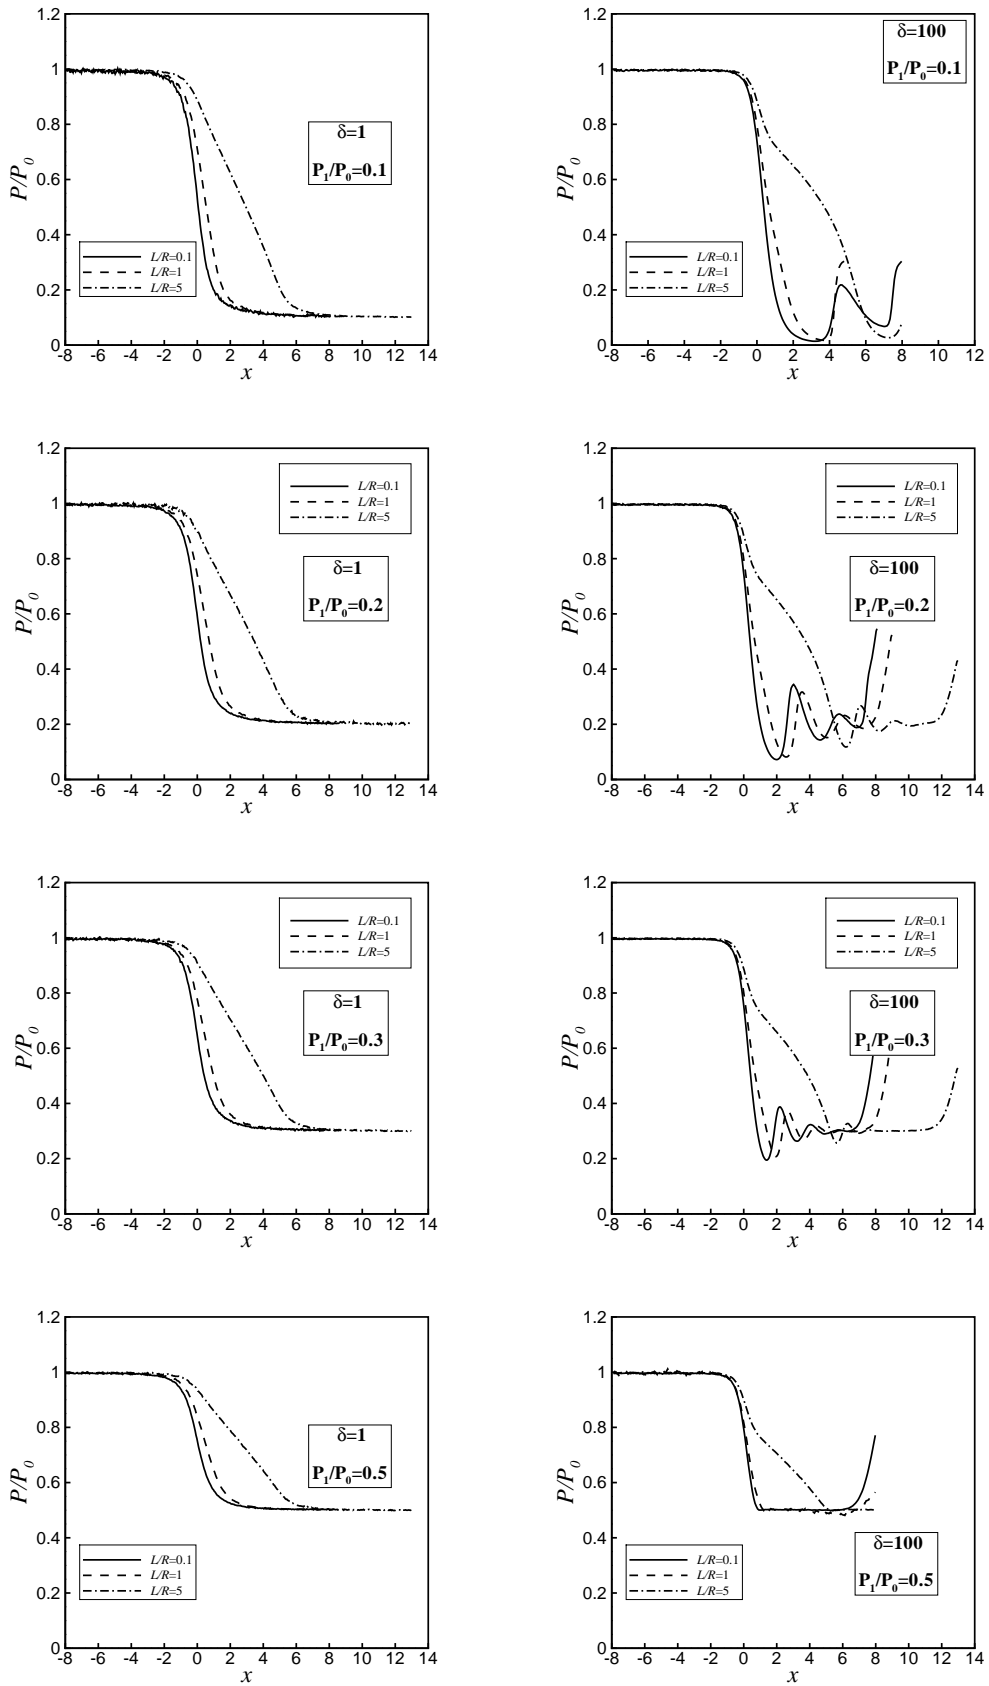 1.2
1
0.8
0.6
0.4
0.2
0
P/P0
δ=1
P1/P0=0.1
L/R=0.1
L/R=1
L/R=5
-8 -6 -4 -2 0 2 4 6 8 10 12 14
x
1.2
1
0.8
0.6
0.4
0.2
0
P/P0
δ=100
P1/P0=0.1
L/R=0.1
L/R=1
L/R=5
-8 -6 -4 -2 0 2 4 6 8 10 12
x
1.2
1
0.8
0.6
0.4
0.2
0
P/P0
L/R=0.1
L/R=1
L/R=5
δ=1
P1/P0=0.2
-8 -6 -4 -2 0 2 4 6 8 10 12 14
x
1.2
1
0.8
0.6
0.4
0.2
0
P/P0
L/R=0.1
L/R=1
L/R=5
δ=100
P1/P0=0.2
-8 -6 -4 -2 0 2 4 6 8 10 12 14
x
1.2
1
0.8
0.6
0.4
0.2
0
P/P0
L/R=0.1
L/R=1
L/R=5
δ=1
P1/P0=0.3
-8 -6 -4 -2 0 2 4 6 8 10 12 14
x
1.2
1
0.8
0.6
0.4
0.2
0
P/P0
L/R=0.1
L/R=1
L/R=5
δ=100
P1/P0=0.3
-8 -6 -4 -2 0 2 4 6 8 10 12 14
x
1.2
1
0.8
0.6
0.4
0.2
0
P/P0
δ=1
P1/P0=0.5
L/R=0.1
L/R=1
L/R=5
-8 -6 -4 -2 0 2 4 6 8 10 12 14
x
1.2
1
0.8
0.6
0.4
0.2
0
P/P0
δ=100
P1/P0=0.5
L/R=0.1
L/R=1
L/R=5
-8 -6 -4 -2 0 2 4 6 8 10 12 14
x